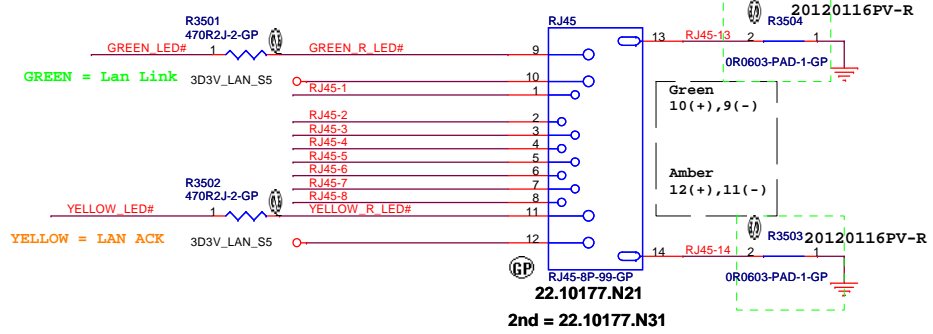 20120116PV-R
R3501
470R2J-2-GP
RJ45
R3504
GREEN_LED#
1
GREEN_R_LED#
9
13
RJ45-13
2
1
GREEN = Lan Link
3D3V_LAN_S5
10
0R0603-PAD-1-GP
RJ45-1
1
Green
10(+),9(-)
RJ45-2
2
RJ45-3
3
RJ45-4
4
RJ45-5
5
RJ45-6
6
RJ45-7
7
RJ45-8
8
Amber
12(+),11(-)
R3502
470R2J-2-GP
YELLOW_LED#
1
YELLOW_R_LED#
11
YELLOW = LAN ACK
3D3V_LAN_S5
12
R3503
20120116PV-R
14
RJ45-14
2
1
GP
RJ45-8P-99-GP
0R0603-PAD-1-GP
22.10177.N21
2nd = 22.10177.N31